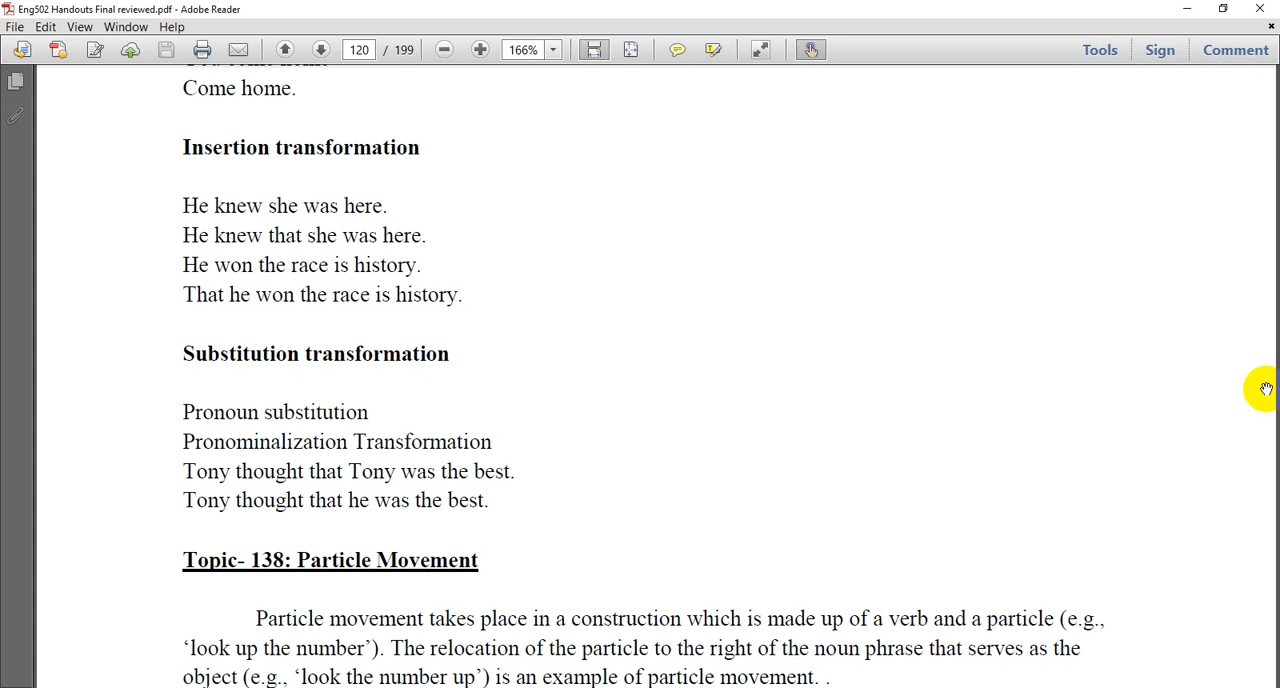 Eng502 Handouts Final reviewed.pdf - Adobe Reader
File Edit View Window Help
120 / 199 166% Tools Sign Comment
Come home.
Insertion transformation
He knew she was here.
He knew that she was here.
He won the race is history.
That he won the race is history.
Substitution transformation
Pronoun substitution
Pronominalization Transformation
Tony thought that Tony was the best.
Tony thought that he was the best.
Topic- 138: Particle Movement
Particle movement takes place in a construction which is made up of a verb and a particle (e.g.,
‘look up the number’). The relocation of the particle to the right of the noun phrase that serves as the
object (e.g., ‘look the number up’) is an example of particle movement. .